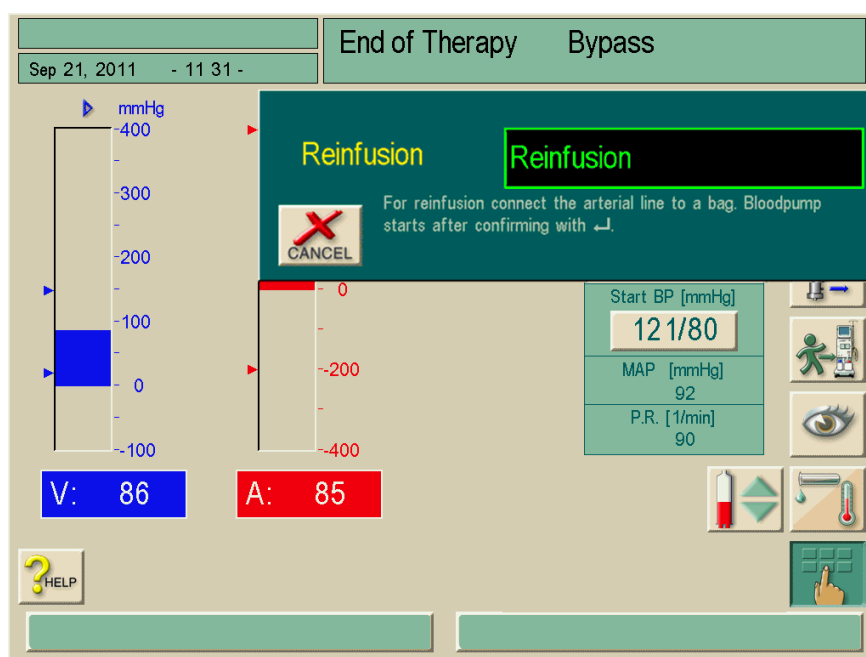 End of Therapy Bypass
Sep 21, 2011 - 11 31 -
mmHg
400
300
200
100
0
-100
V: 86
0
-200
-400
A: 85
Reinfusion
Reinfusion
For reinfusion connect the arterial line to a bag. Bloodpump
starts after confirming with ↵.
CANCEL
Start BP [mmHg]
121/80
MAP [mmHg]
92
P.R. [1/min]
90
HELP